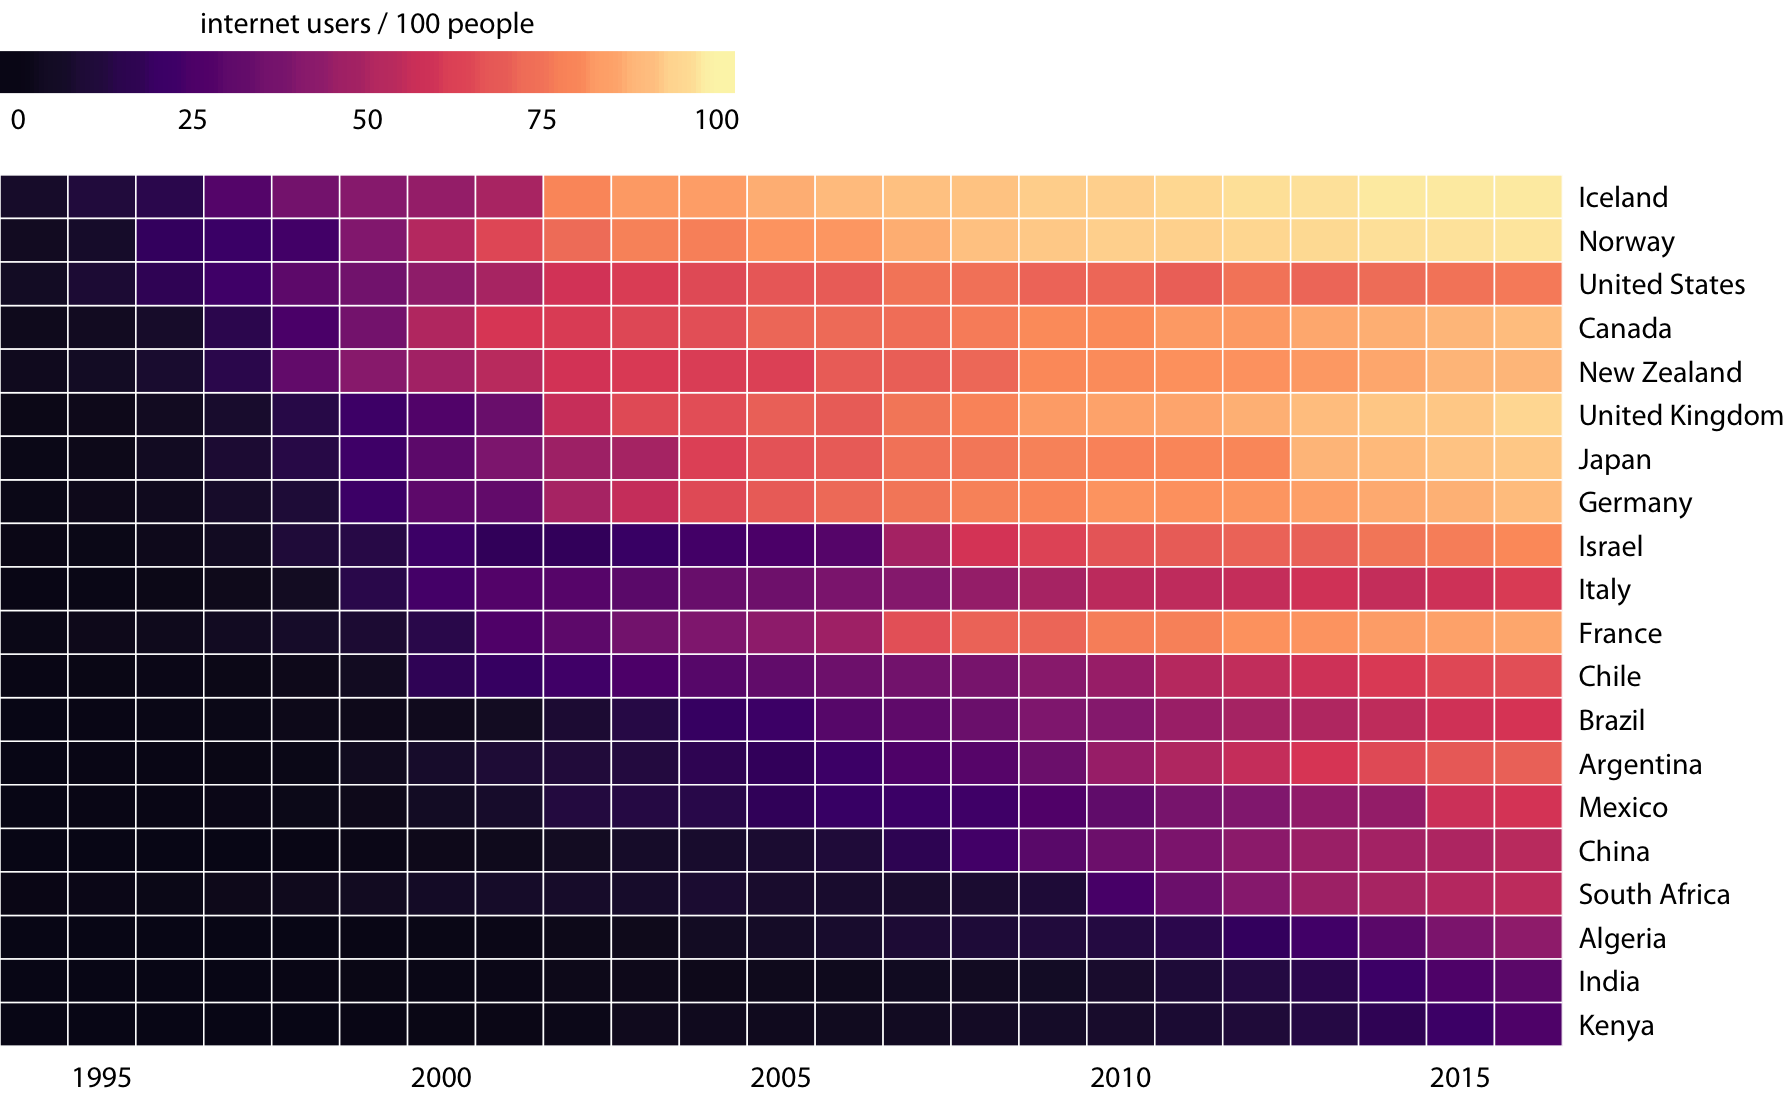 internet users / 100 people
0 25 50 75 100
Iceland
Norway
United States
Canada
New Zealand
United Kingdom
Japan
Germany
Israel
Italy
France
Chile
Brazil
Argentina
Mexico
China
South Africa
Algeria
India
Kenya
1995 2000 2005 2010 2015